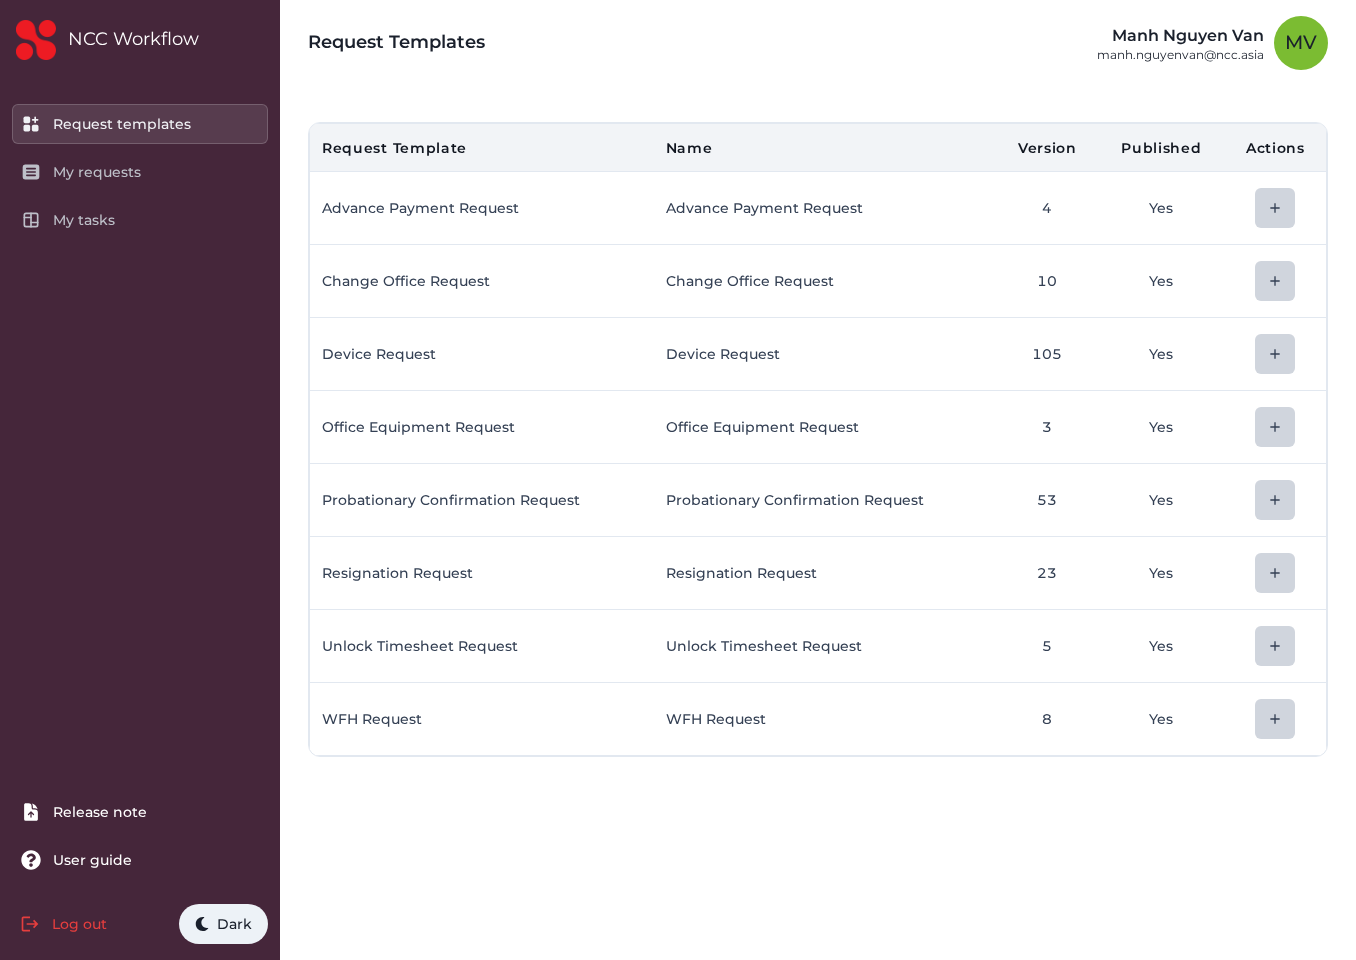 NCC Workflow
Request templates
My requests
My tasks
Release note
User guide
Log out
Dark
Request Templates
Manh Nguyen Van
manh.nguyenvan@ncc.asia
MV
Request Template Name Version Published Actions
Advance Payment Request Advance Payment Request 4 Yes +
Change Office Request Change Office Request 10 Yes +
Device Request Device Request 105 Yes +
Office Equipment Request Office Equipment Request 3 Yes +
Probationary Confirmation Request Probationary Confirmation Request 53 Yes +
Resignation Request Resignation Request 23 Yes +
Unlock Timesheet Request Unlock Timesheet Request 5 Yes +
WFH Request WFH Request 8 Yes +